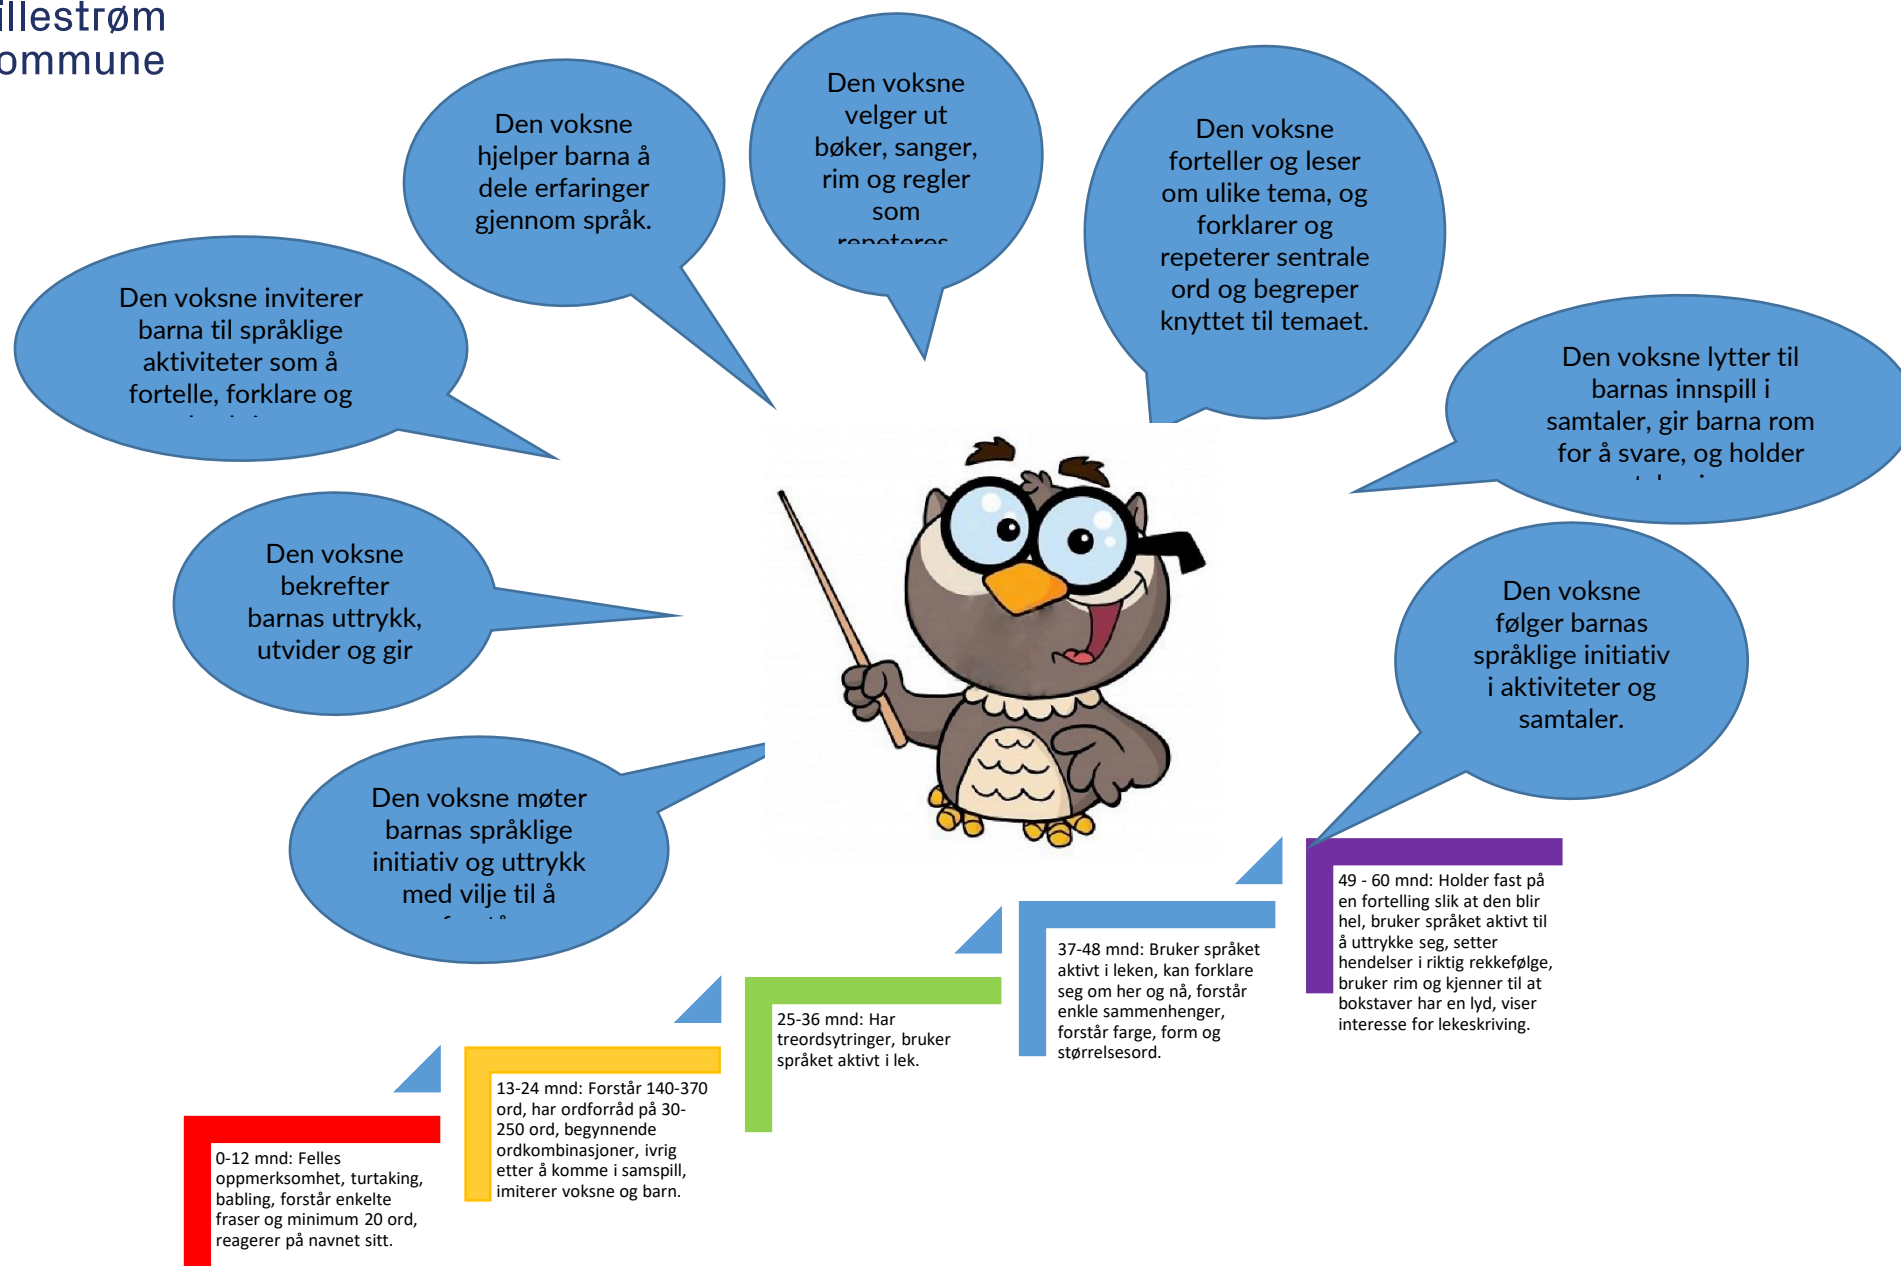 illestrøm
ommune
Den voksne
hjelper barna å
dele erfaringer
gjennom språk.
Den voksne
velger ut
bøker, sanger,
rim og regler
som
repeteres
Den voksne
forteller og leser
om ulike tema, og
forklarer og
repeterer sentrale
ord og begreper
knyttet til temaet.
Den voksne inviterer
barna til språklige
aktiviteter som å
fortelle, forklare og
Den voksne lytter til
barnas innspill i
samtaler, gir barna rom
for å svare, og holder
Den voksne
bekrefter
barnas uttrykk,
utvider og gir
Den voksne
følger barnas
språklige initiativ
i aktiviteter og
samtaler.
Den voksne møter
barnas språklige
initiativ og uttrykk
med vilje til å
0-12 mnd: Felles
oppmerksomhet, turtaking,
babling, forstår enkelte
fraser og minimum 20 ord,
reagerer på navnet sitt.
13-24 mnd: Forstår 140-370
ord, har ordforråd på 30-
250 ord, begynnende
ordkombinasjoner, ivrig
etter å komme i samspill,
imiterer voksne og barn.
25-36 mnd: Har
treordsytringer, bruker
språket aktivt i lek.
37-48 mnd: Bruker språket
aktivt i leken, kan forklare
seg om her og nå, forstår
enkle sammenhenger,
forstår farge, form og
størrelsesord.
49 - 60 mnd: Holder fast på
en fortelling slik at den blir
hel, bruker språket aktivt til
å uttrykke seg, setter
hendelser i riktig rekkefølge,
bruker rim og kjenner til at
bokstaver har en lyd, viser
interesse for lekeskriving.